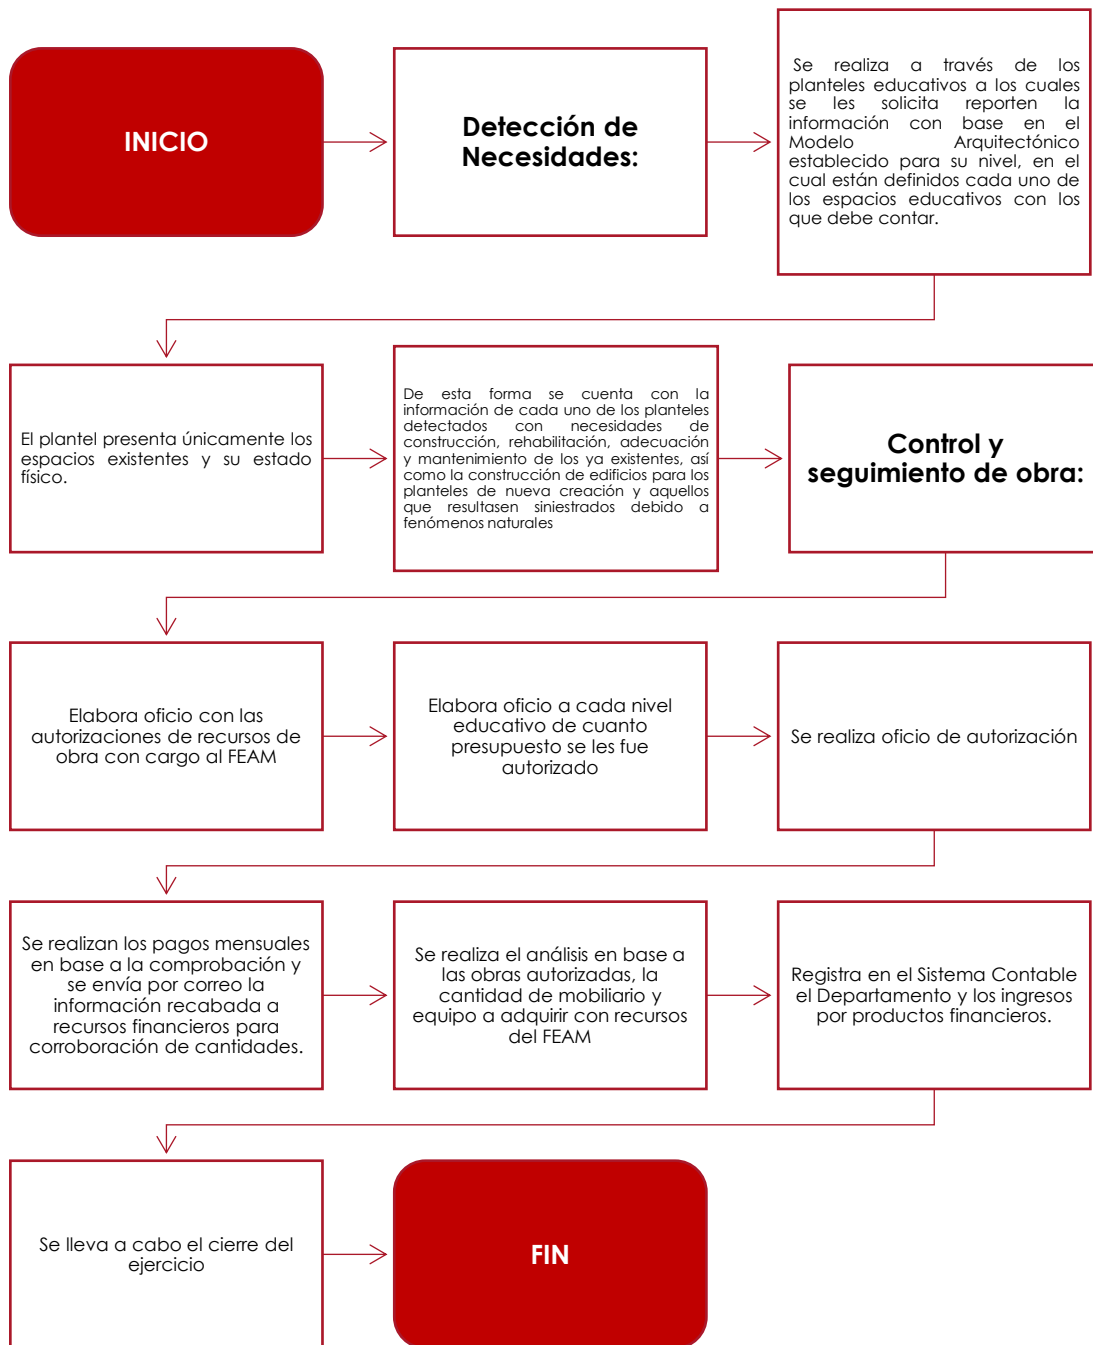 INICIO
Detección de
Necesidades:
Se realiza a través de los
planteles educativos a los cuales
se les solicita reporten la
información con base en el
Modelo Arquitectónico
establecido para su nivel, en el
cual están definidos cada uno de
los espacios educativos con los
que debe contar.
El plantel presenta únicamente los
espacios existentes y su estado
físico.
De esta forma se cuenta con la
información de cada uno de los planteles
detectados con necesidades de
construcción, rehabilitación, adecuación
y mantenimiento de los ya existentes, así
como la construcción de edificios para los
planteles de nueva creación y aquellos
que resultasen siniestrados debido a
fenómenos naturales
Control y
seguimiento de obra:
Elabora oficio con las
autorizaciones de recursos de
obra con cargo al FEAM
Elabora oficio a cada nivel
educativo de cuanto
presupuesto se les fue
autorizado
Se realiza oficio de autorización
Se realizan los pagos mensuales
en base a la comprobación y
se envía por correo la
información recabada a
recursos financieros para
corroboración de cantidades.
Se realiza el análisis en base a
las obras autorizadas, la
cantidad de mobiliario y
equipo a adquirir con recursos
del FEAM
Registra en el Sistema Contable
el Departamento y los ingresos
por productos financieros.
Se lleva a cabo el cierre del
ejercicio
FIN